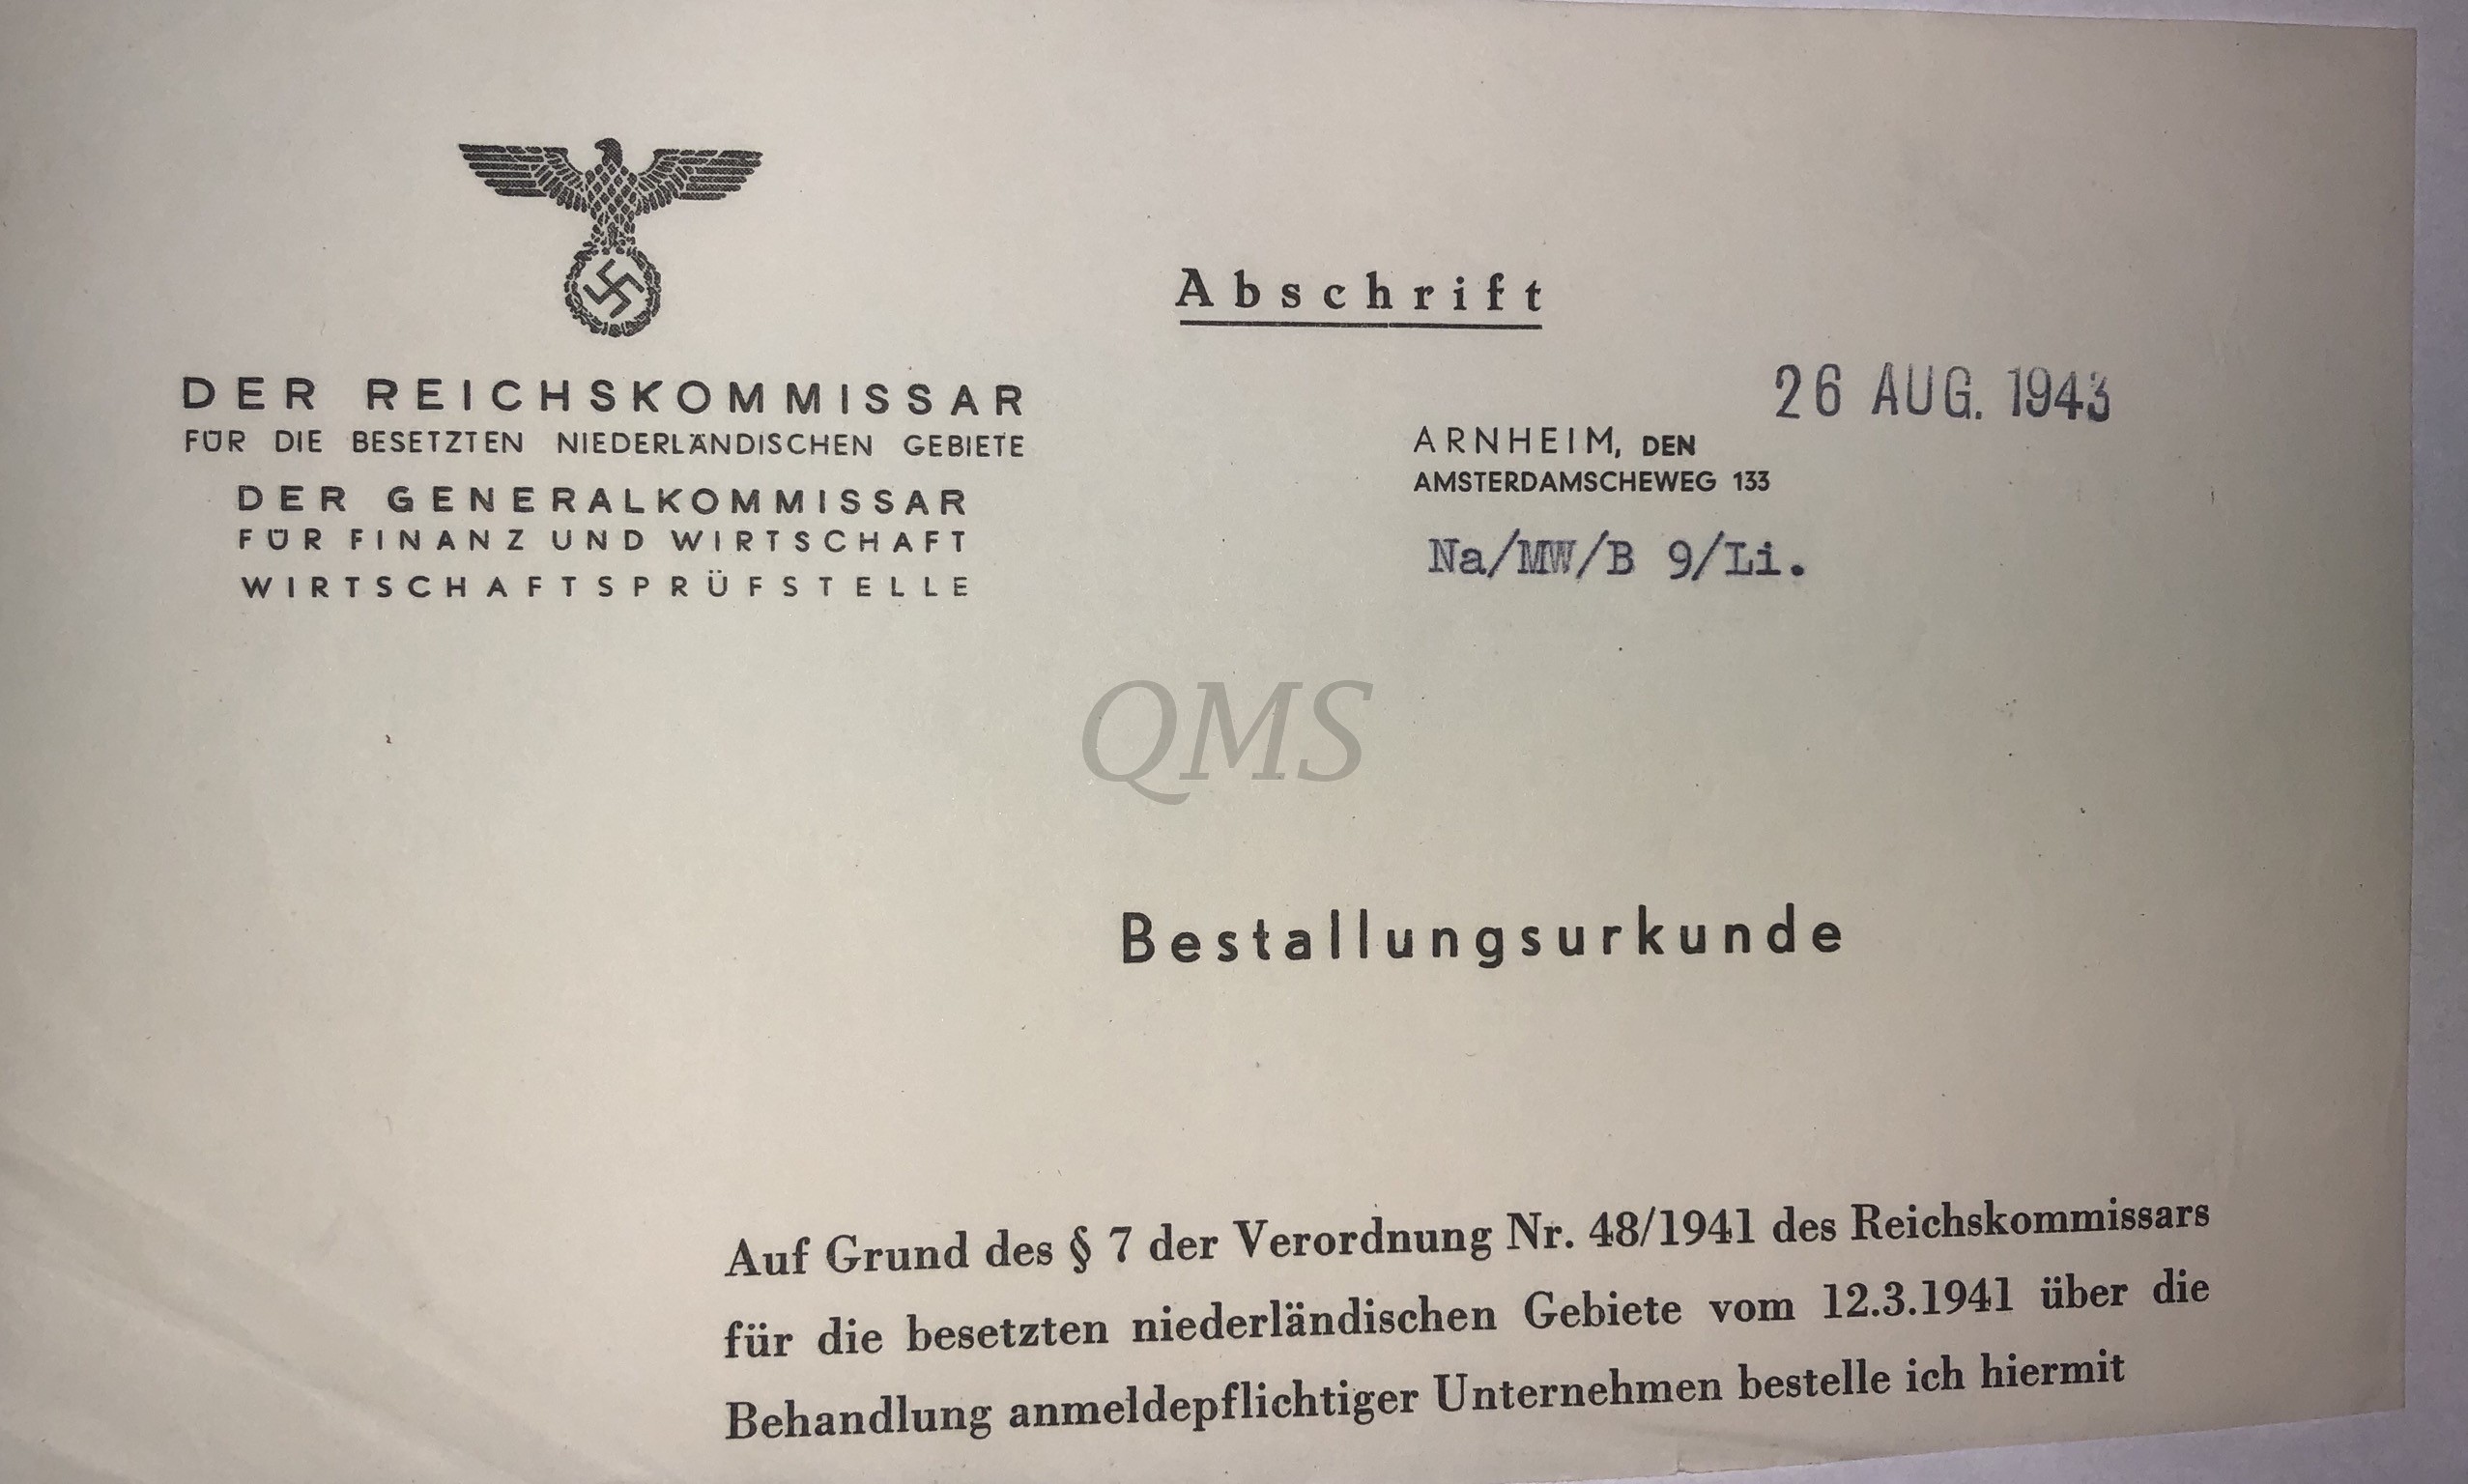 Abschrift
DER REICHSKOMMISSAR
FÜR DIE BESETZTEN NIEDERLÄNDISCHEN GEBIETE
DER GENERALKOMMISSAR
FÜR FINANZ UND WIRTSCHAFT
WIRTSCHAFTSPRÜFSTELLE
26 AUG. 1943
ARNHEIM, DEN
AMSTERDAMSCHEWEG 133
Na/MW/B 9/Li.
QMS
Bestallungsurkunde
Auf Grund des § 7 der Verordnung Nr. 48/1941 des Reichskommissars
für die besetzten niederländischen Gebiete vom 12.3.1941 über die
Behandlung anmeldepflichtiger Unternehmen bestelle ich hiermit